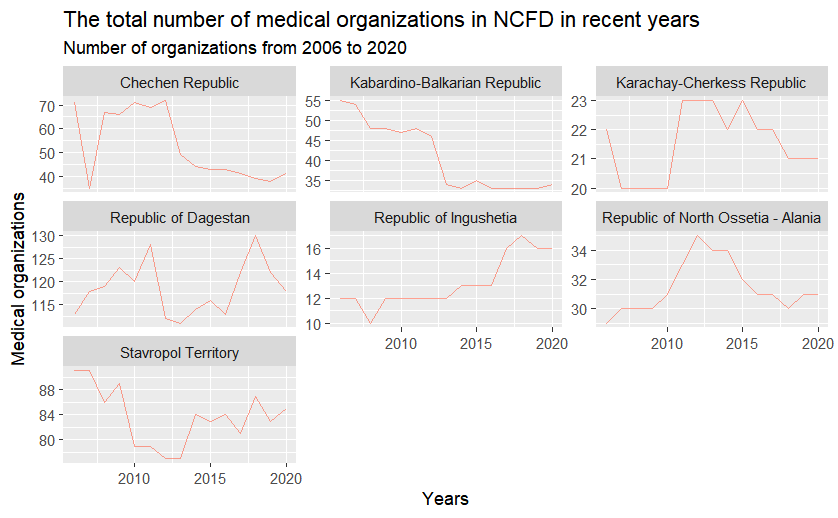 The total number of medical organizations in NCFD in recent years
Number of organizations from 2006 to 2020
Medical organizations
Chechen Republic
70
60
50
40
Kabardino-Balkarian Republic
55
50
45
40
35
Karachay-Cherkess Republic
23
22
21
20
Republic of Dagestan
130
125
120
115
Republic of Ingushetia
16
14
12
10
2010 2015 2020
Republic of North Ossetia - Alania
34
32
30
2010 2015 2020
Stavropol Territory
88
84
80
2010 2015 2020
Years